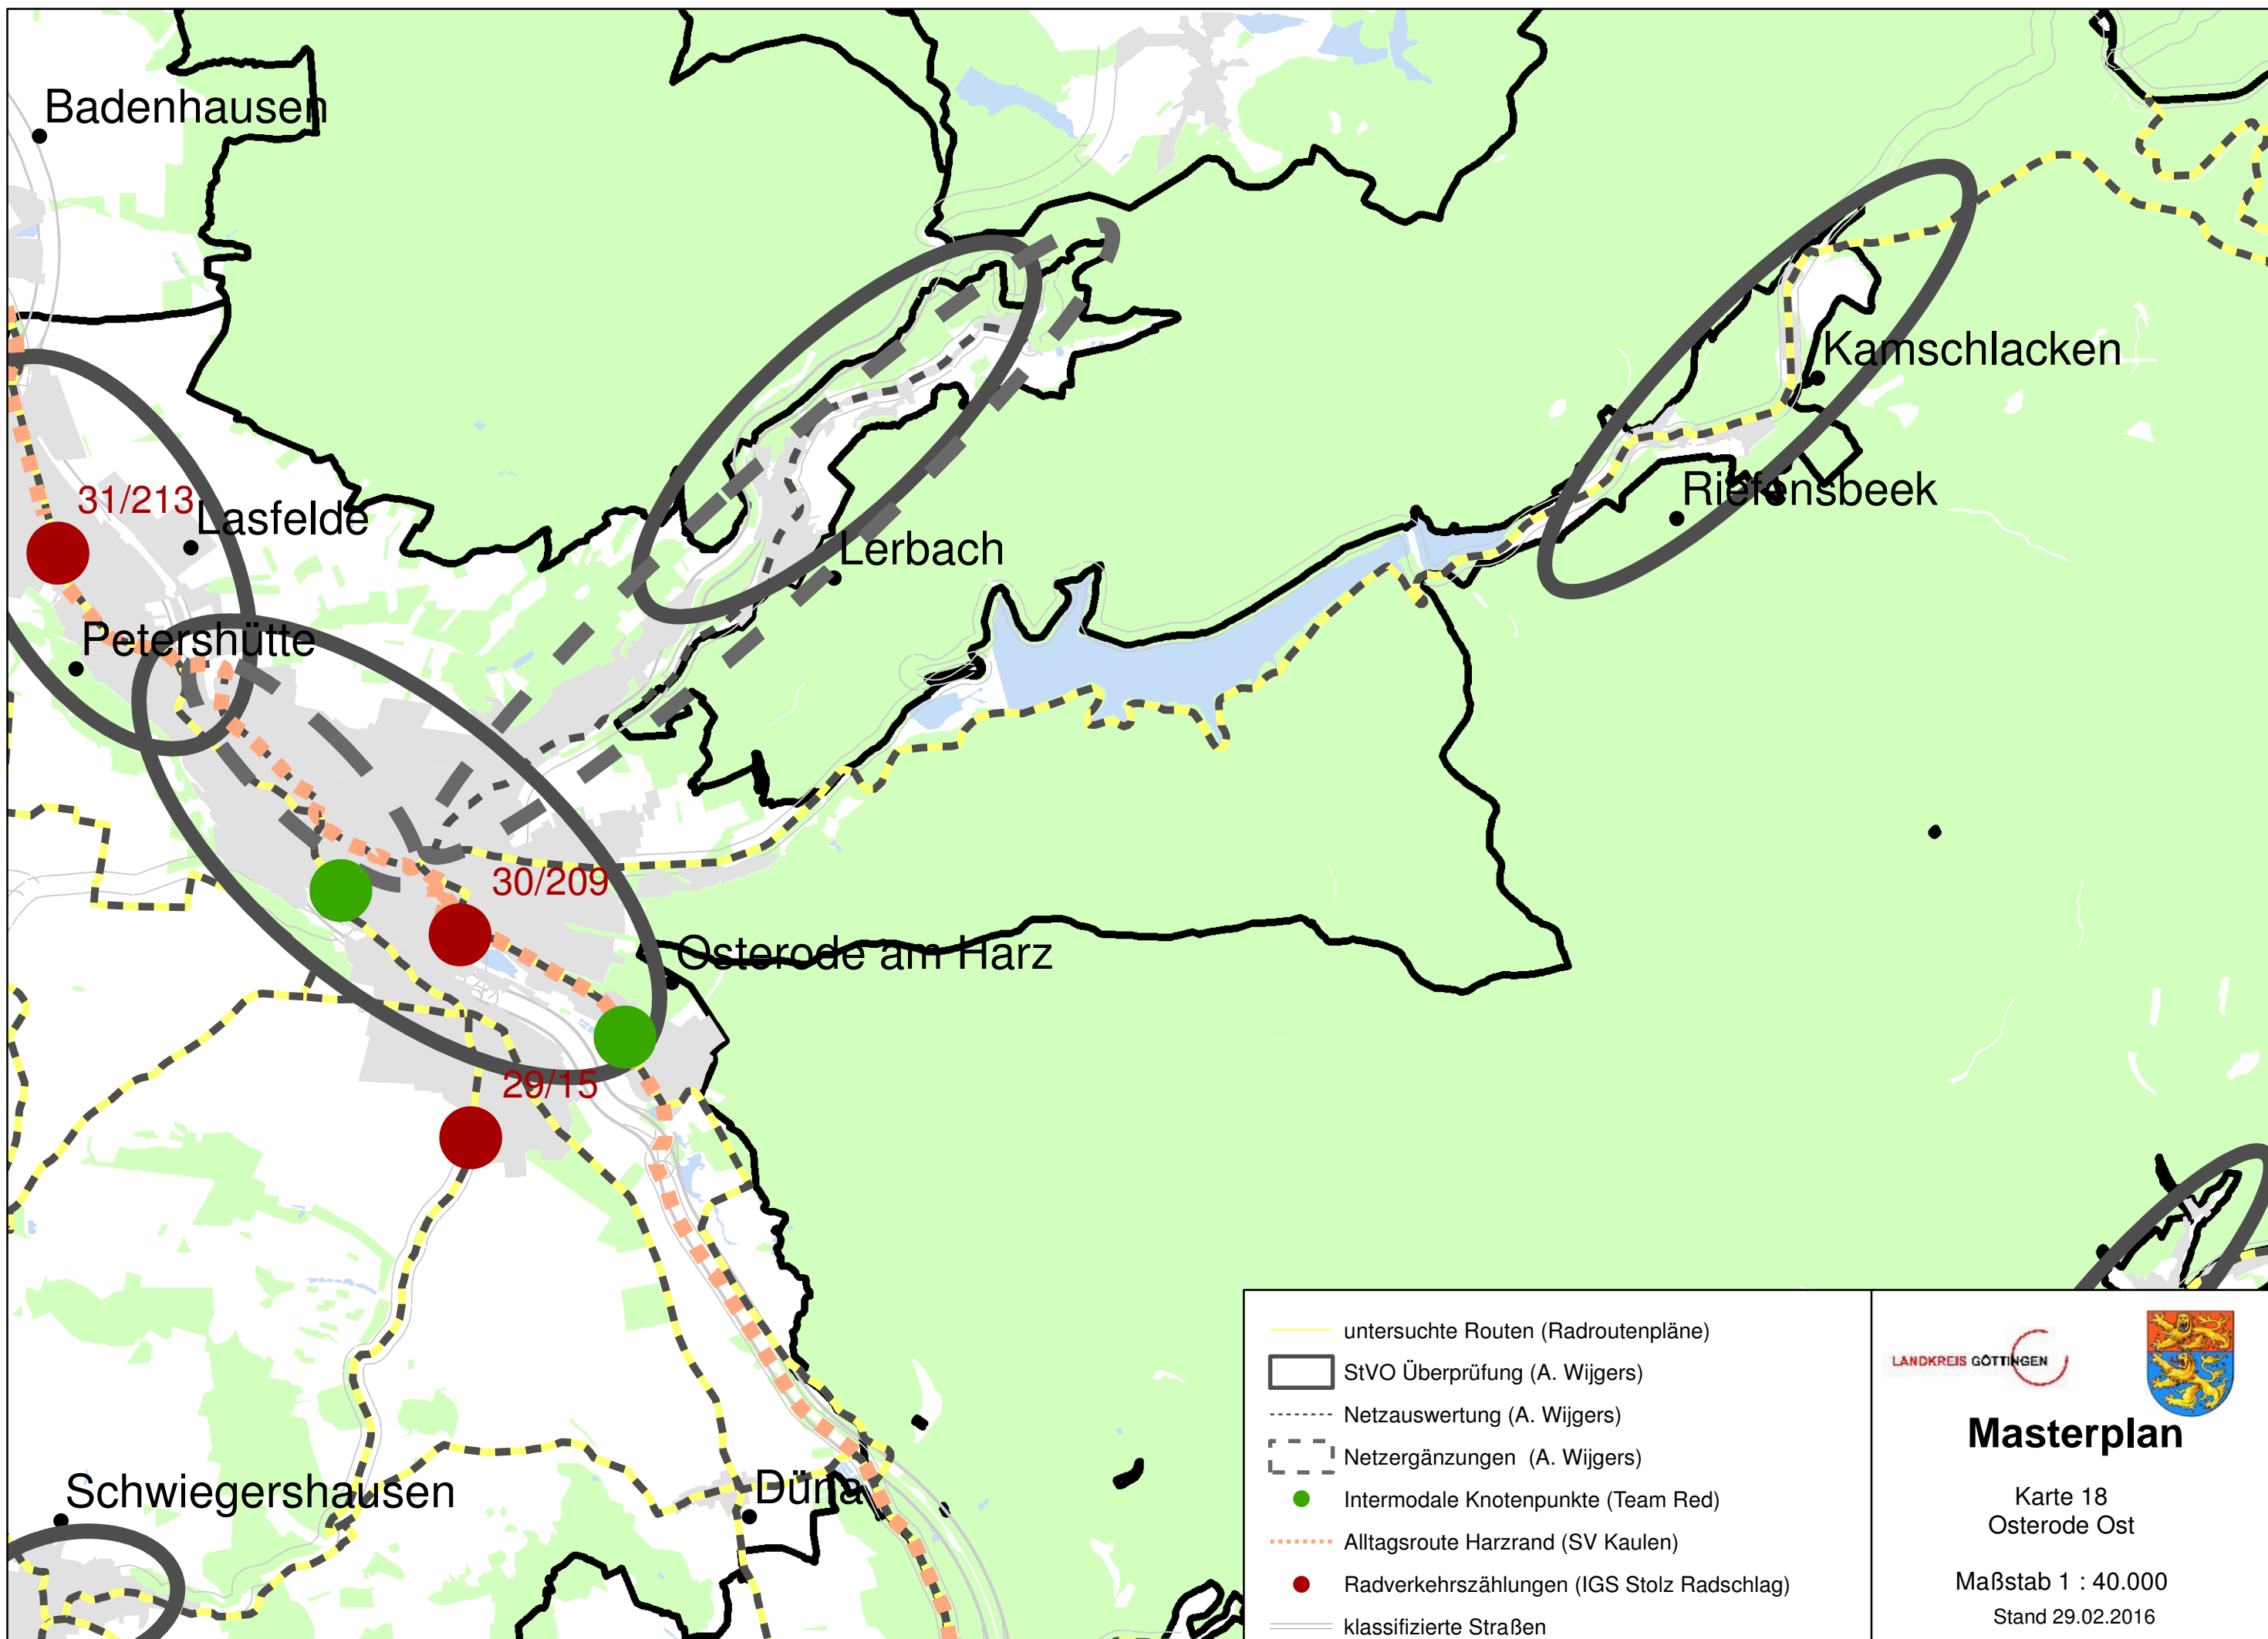 Badenhausen
Kamschlacken
31/213
Lasfelde
Riefensbeek
Lerbach
Petershütte
30/209
Osterode am Harz
29/15
Schwiegershausen
Düna
untersuchte Routen (Radroutenpläne)
StVO Überprüfung (A. Wijgers)
Netzauswertung (A. Wijgers)
Netzergänzungen (A. Wijgers)
Intermodale Knotenpunkte (Team Red)
Alltagsroute Harzrand (SV Kaulen)
Radverkehrszählungen (IGS Stolz Radschlag)
klassifizierte Straßen
LANDKREIS GÖTTINGEN
Masterplan
Karte 18
Osterode Ost
Maßstab 1 : 40.000
Stand 29.02.2016